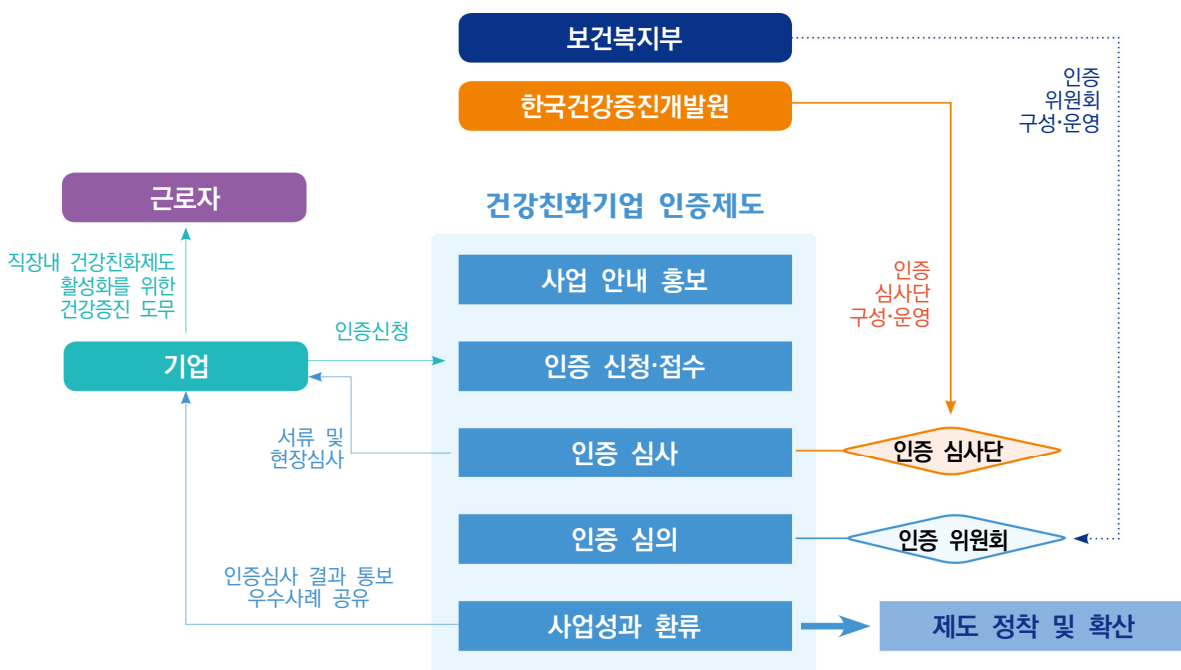 보건복지부
한국건강증진개발원
인증
위원회
구성·운영
근로자
건강친화기업 인증제도
직장내 건강친화제도
활성화를 위한
건강증진 도무
사업 안내 홍보
인증
심사단
구성·운영
인증신청
기업
인증 신청·접수
서류 및
현장심사
인증 심사
인증 심사단
인증 심의
인증 위원회
인증심사 결과 통보
우수사례 공유
사업성과 환류
제도 정착 및 확산